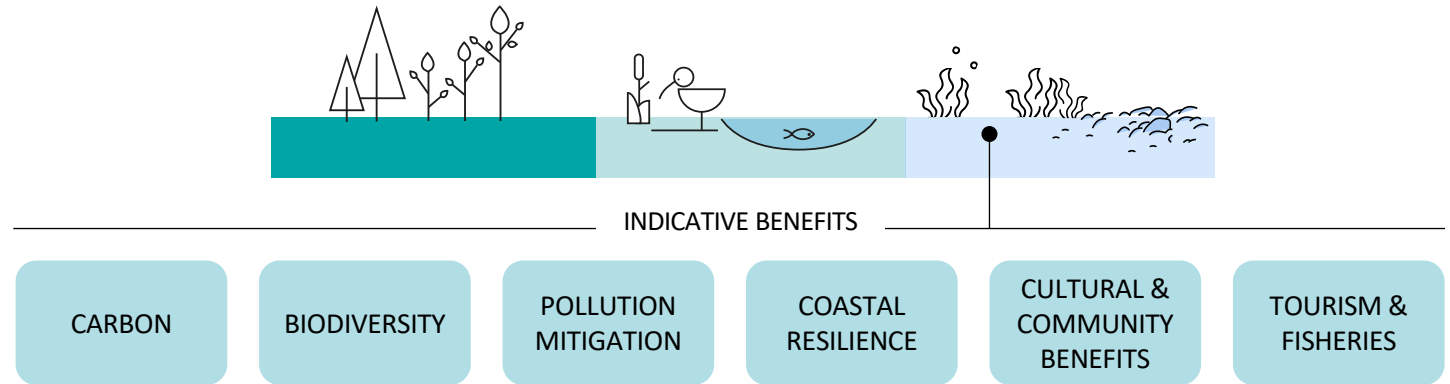 INDICATIVE BENEFITS
CARBON
BIODIVERSITY
POLLUTION
MITIGATION
COASTAL
RESILIENCE
CULTURAL &
COMMUNITY
BENEFITS
TOURISM &
FISHERIES